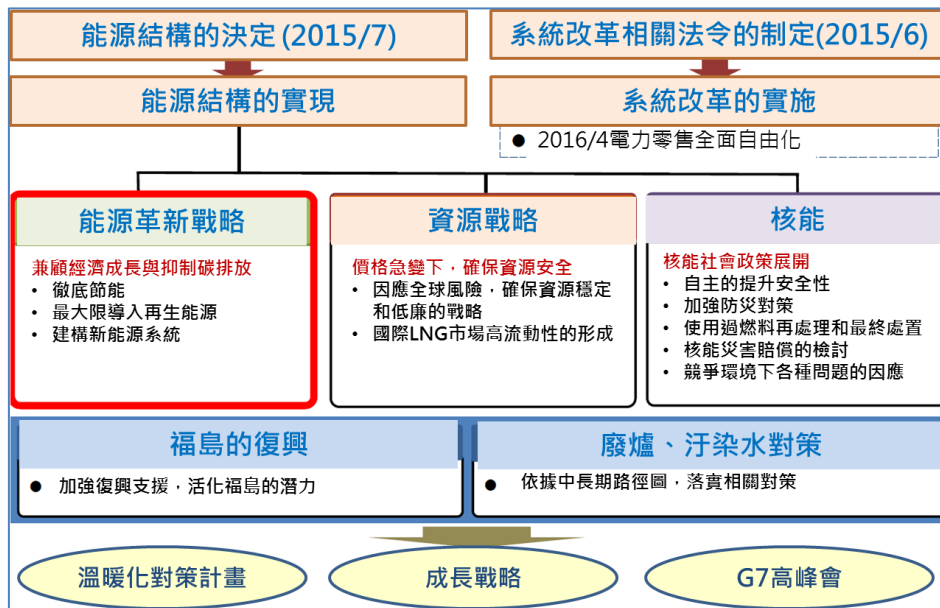 能源結構的決定(2015/7)
系統改革相關法令的制定(2015/6)
能源結構的實現
系統改革的實施
● 2016/4電力零售全面自由化
能源革新戰略
兼顧經濟成長與抑制碳排放
• 徹底節能
• 最大限導入再生能源
• 建構新能源系統
資源戰略
價格急變下，確保資源安全
• 因應全球風險，確保資源穩定
和低廉的戰略
• 國際LNG市場高流動性的形成
核能
核能社會政策展開
• 自主的提升安全性
• 加強防災對策
• 使用過燃料再處理和最終處置
• 核能災害賠償的檢討
• 競爭環境下各種問題的因應
福島的復興
● 加強復興支援，活化福島的潛力
廢爐、汙染水對策
● 依據中長期路徑圖，落實相關對策
溫暖化對策計畫
成長戰略
G7高峰會